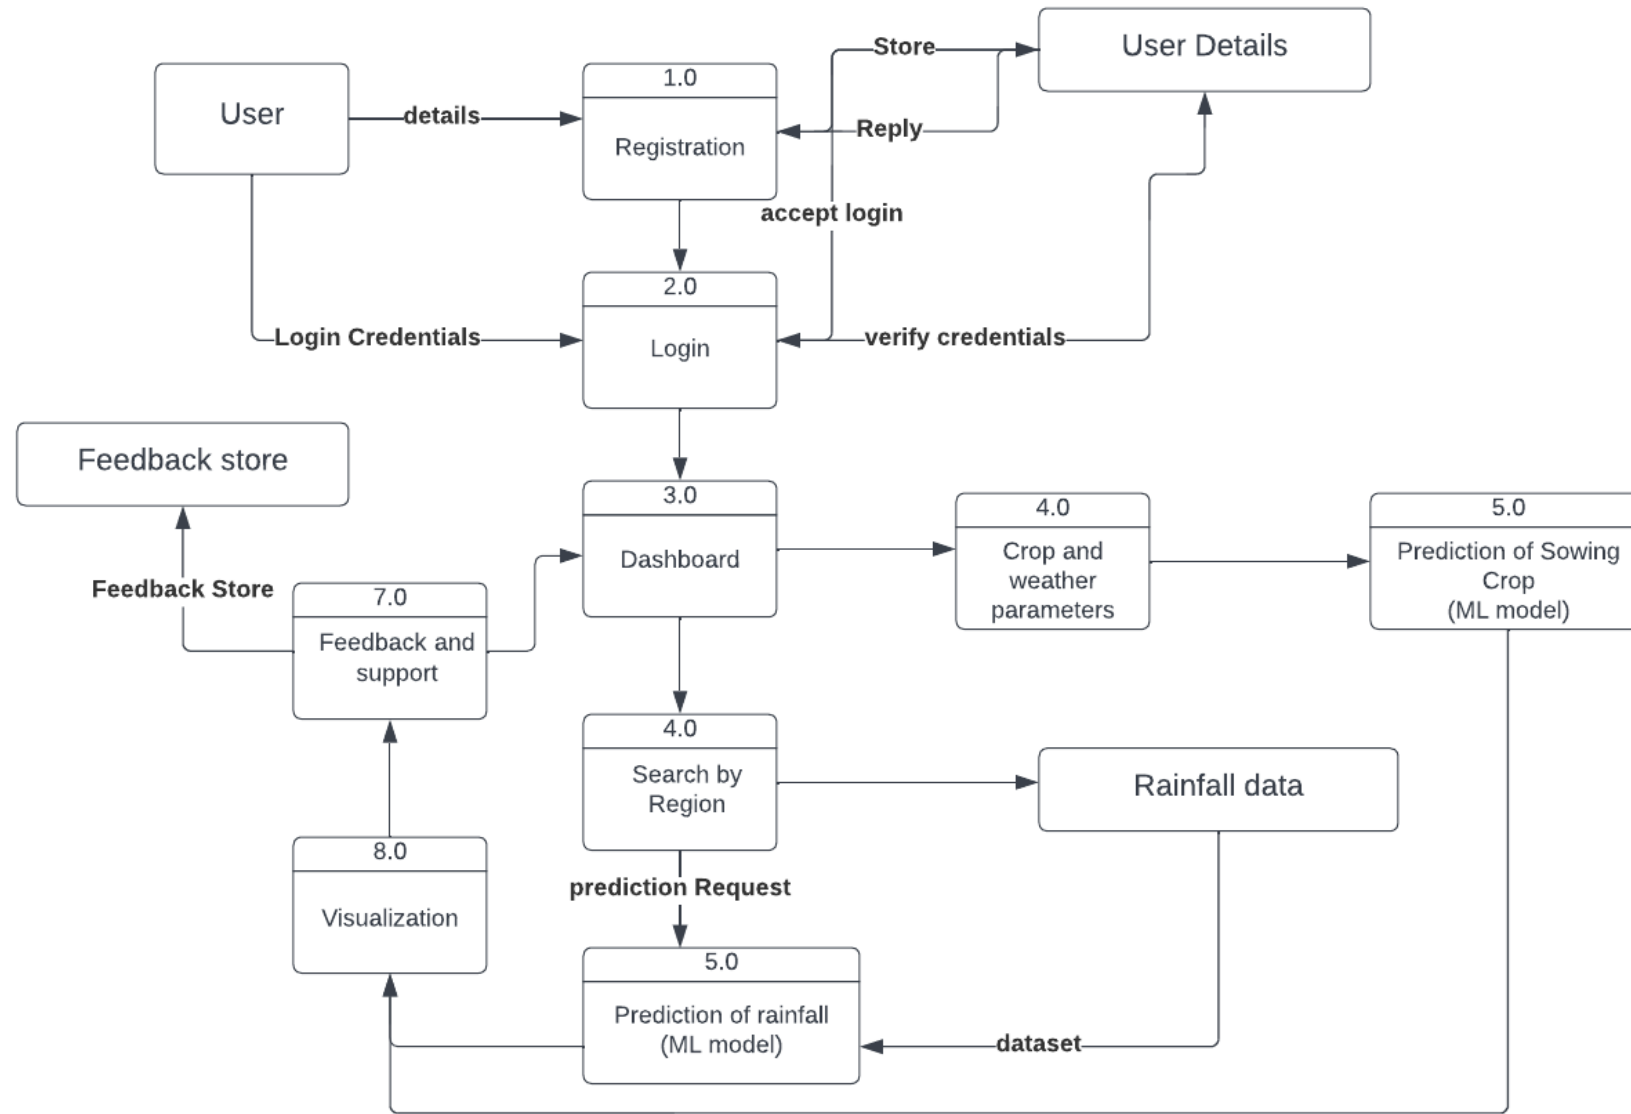 User
details
1.0
Registration
Store
Reply
User Details
accept login
Login Credentials
2.0
Login
verify credentials
Feedback store
Feedback Store
3.0
Dashboard
4.0
Crop and
weather
parameters
5.0
Prediction of Sowing
Crop
(ML model)
7.0
Feedback and
support
4.0
Search by
Region
Rainfall data
prediction Request
8.0
Visualization
5.0
Prediction of rainfall
(ML model)
dataset